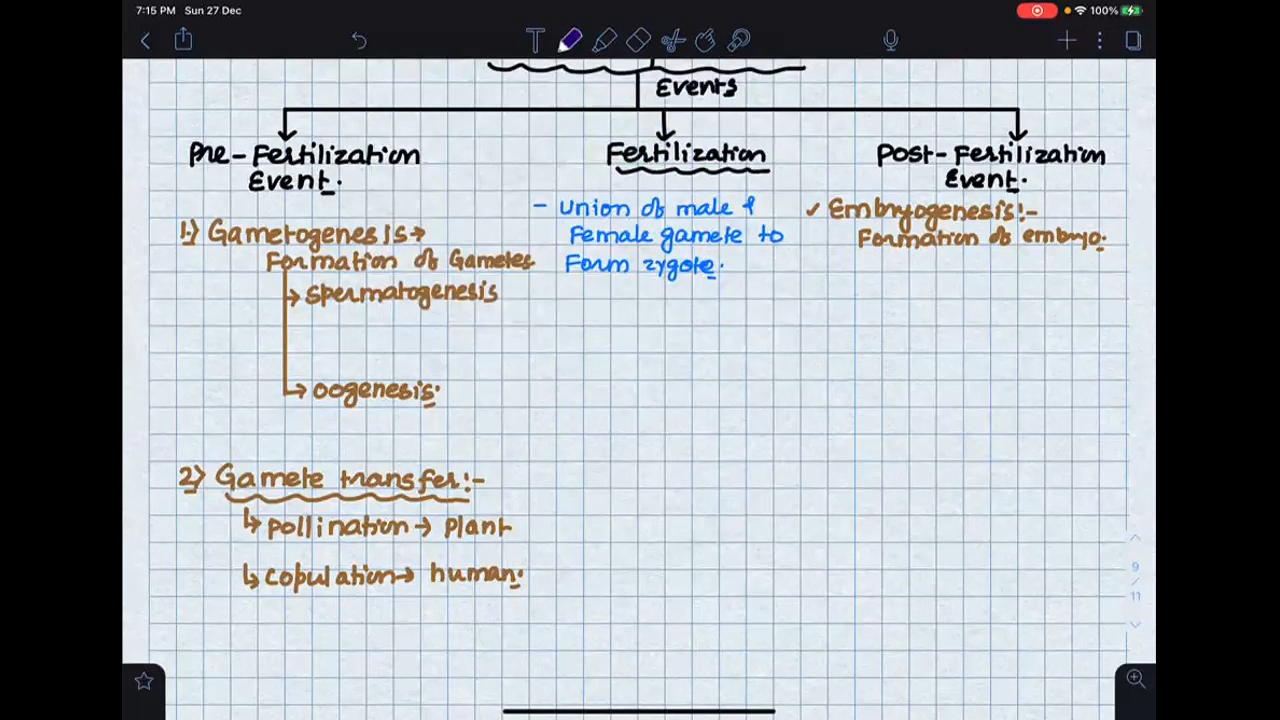 7:15 PM Sun 27 Dec
100%
Events
Pre-Fertilization
Event.
1.) Gametogenesis→
Formation of Gametes
→ Spermatogenesis
→ oogenesis.
2) Gamete transfer:-
↳ pollination → plant
↳ copulation → human.
Fertilization
- Union of male &
Female gamete to
Form zygote.
Post-Fertilization
Event.
✓ Embryogenesis:-
Formation of embryo.
9
/
11